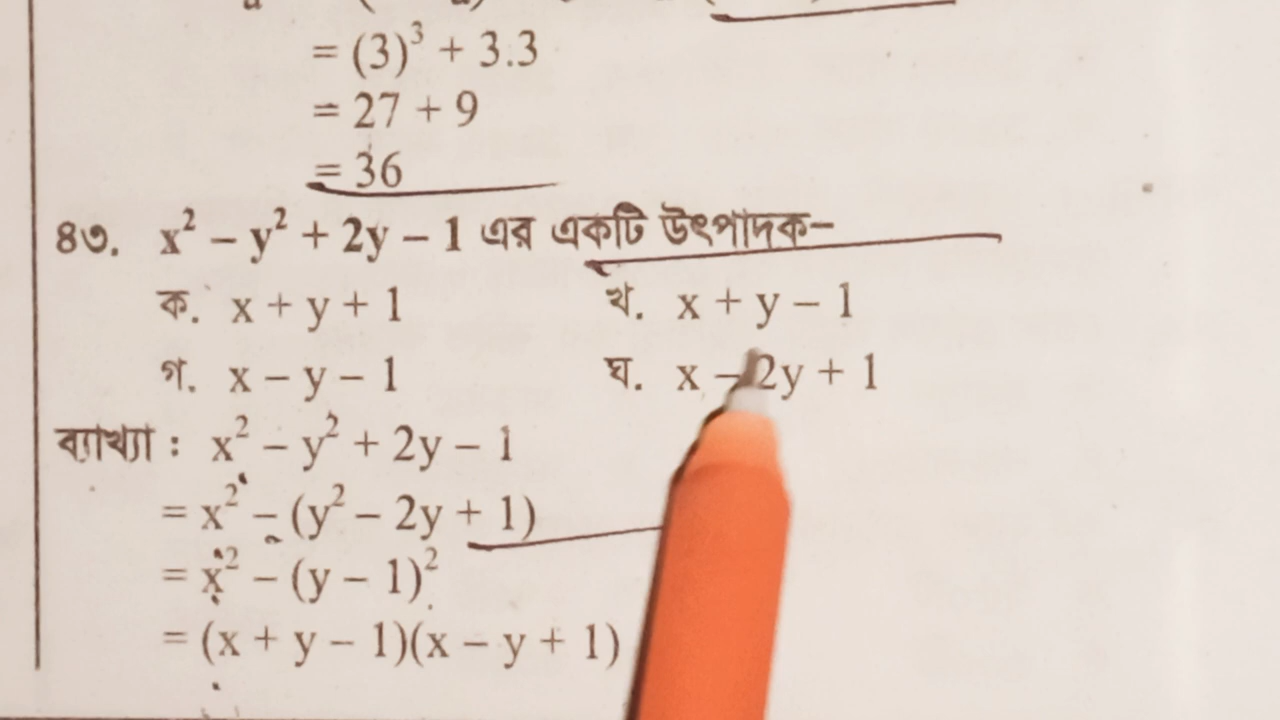 = (3)³ + 3.3
= 27 + 9
= 36
৪৩. x² – y² + 2y – 1 এর একটি উৎপাদক–
ক. x + y + 1 খ. x + y – 1
গ. x – y – 1 ঘ. x – 2y + 1
ব্যাখ্যা : x² – y² + 2y – 1
= x² – (y² – 2y + 1)
= x² – (y – 1)²
= (x + y – 1)(x – y + 1)